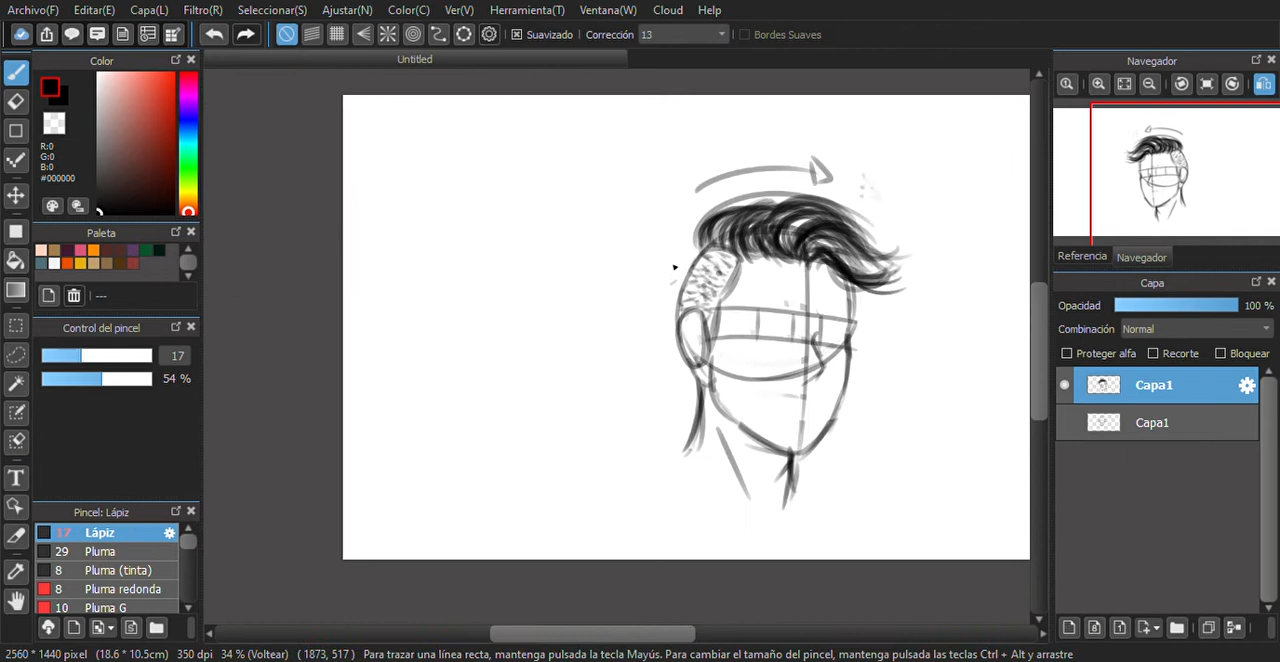 Archivo(F) Editar(E) Capa(L) Filtro(R) Seleccionar(S) Ajustar(N) Color(C) Ver(V) Herramienta(T) Ventana(W) Cloud Help
Suavizado Corrección 13 Bordes Suaves
Color
Untitled
Navegador
R:0
G:0
B:0
#000000
Paleta
---
Referencia Navegador
Capa
Opacidad 100 %
Combinación Normal
Proteger alfa Recorte Bloquear
Control del pincel
17
54 %
Capa1
Capa1
Pincel: Lápiz
17 Lápiz
29 Pluma
8 Pluma (tinta)
8 Pluma redonda
10 Pluma G
2560 * 1440 pixel (18.6 * 10.5cm) 350 dpi 34 % (Voltear) ( 1873, 517 ) Para trazar una línea recta, mantenga pulsada la tecla Mayús. Para cambiar el tamaño del pincel, mantenga pulsadas las teclas Ctrl + Alt y arrastre